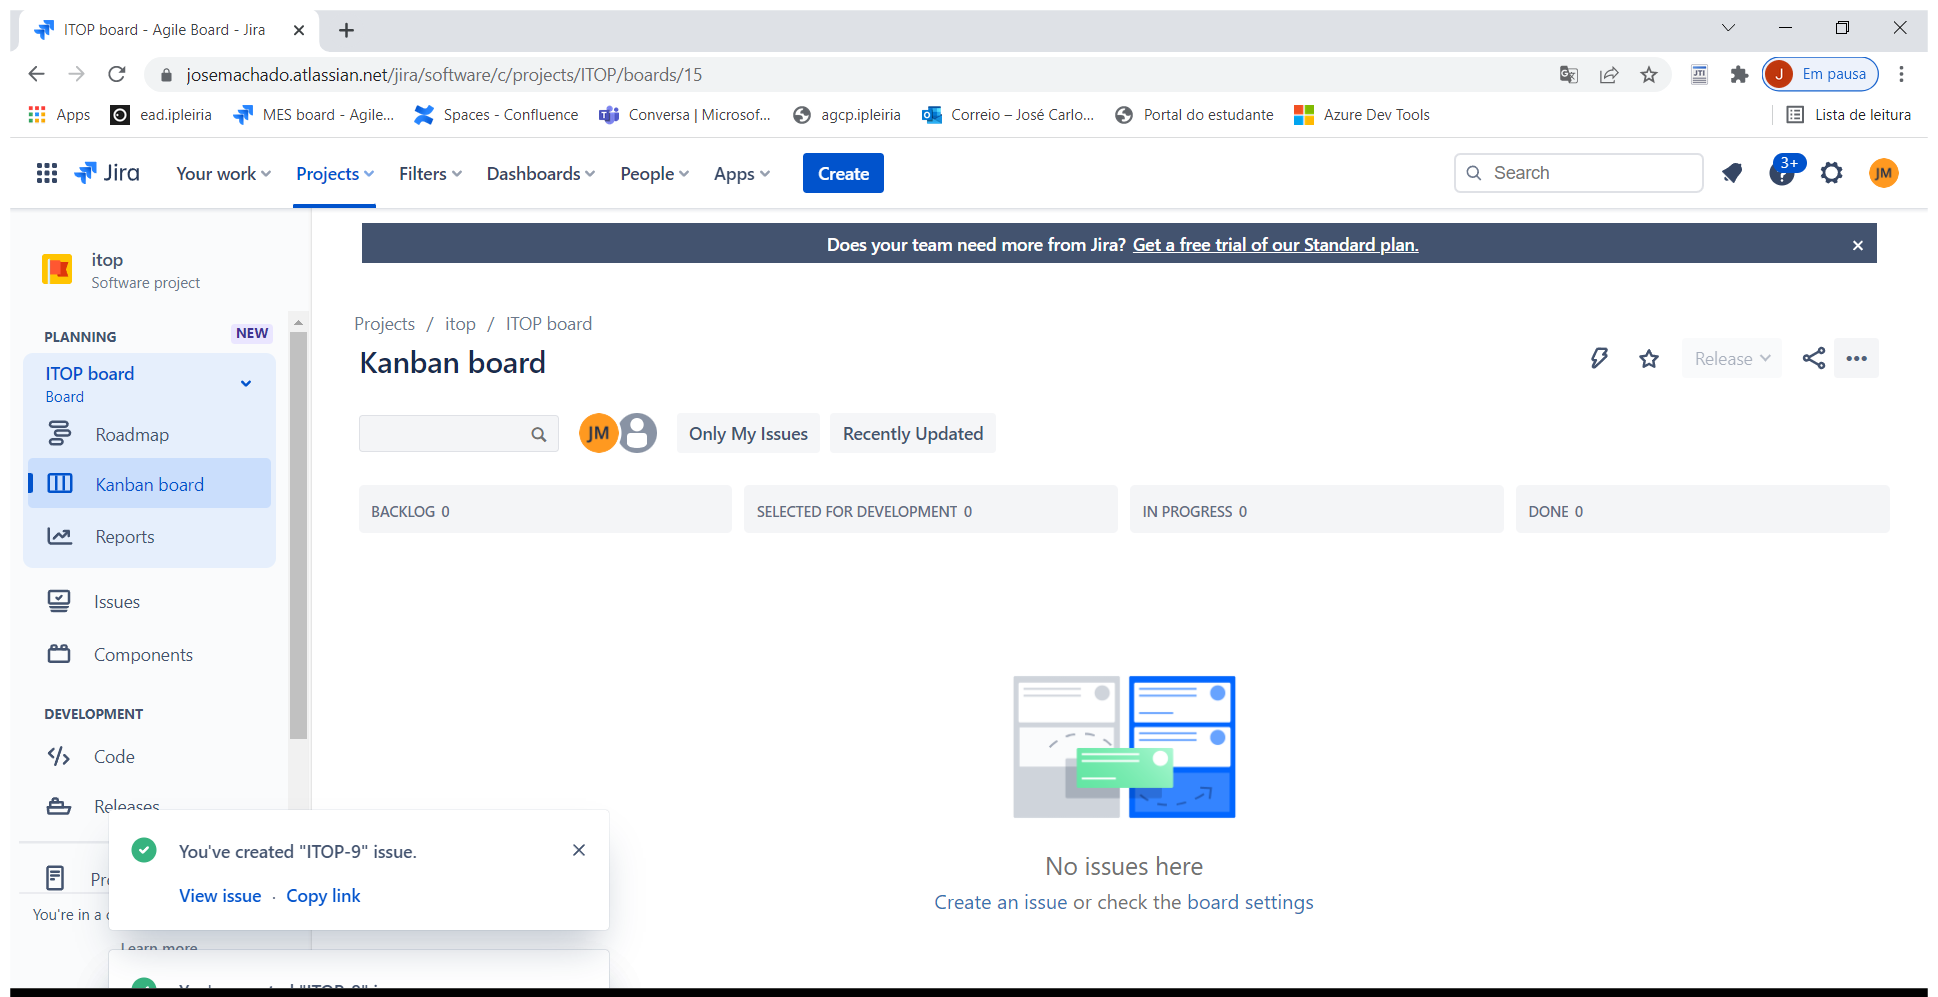 ITOP board - Agile Board - Jira
josemachado.atlassian.net/jira/software/c/projects/ITOP/boards/15
JTI
J Em pausa
Apps ead.ipleiria MES board - Agile... Spaces - Confluence Conversa | Microsof... agcp.ipleiria Correio – José Carlo... Portal do estudante Azure Dev Tools Lista de leitura
Jira Your work Projects Filters Dashboards People Apps Create Search 3+ JM
Does your team need more from Jira? Get a free trial of our Standard plan.
itop
Software project
PLANNING NEW
ITOP board
Board
Roadmap
Kanban board
Reports
Issues
Components
DEVELOPMENT
Code
Releases
You're in a
Learn more
Projects / itop / ITOP board
Kanban board
Release
JM Only My Issues Recently Updated
BACKLOG 0 SELECTED FOR DEVELOPMENT 0 IN PROGRESS 0 DONE 0
No issues here
Create an issue or check the board settings
You've created "ITOP-9" issue.
View issue · Copy link